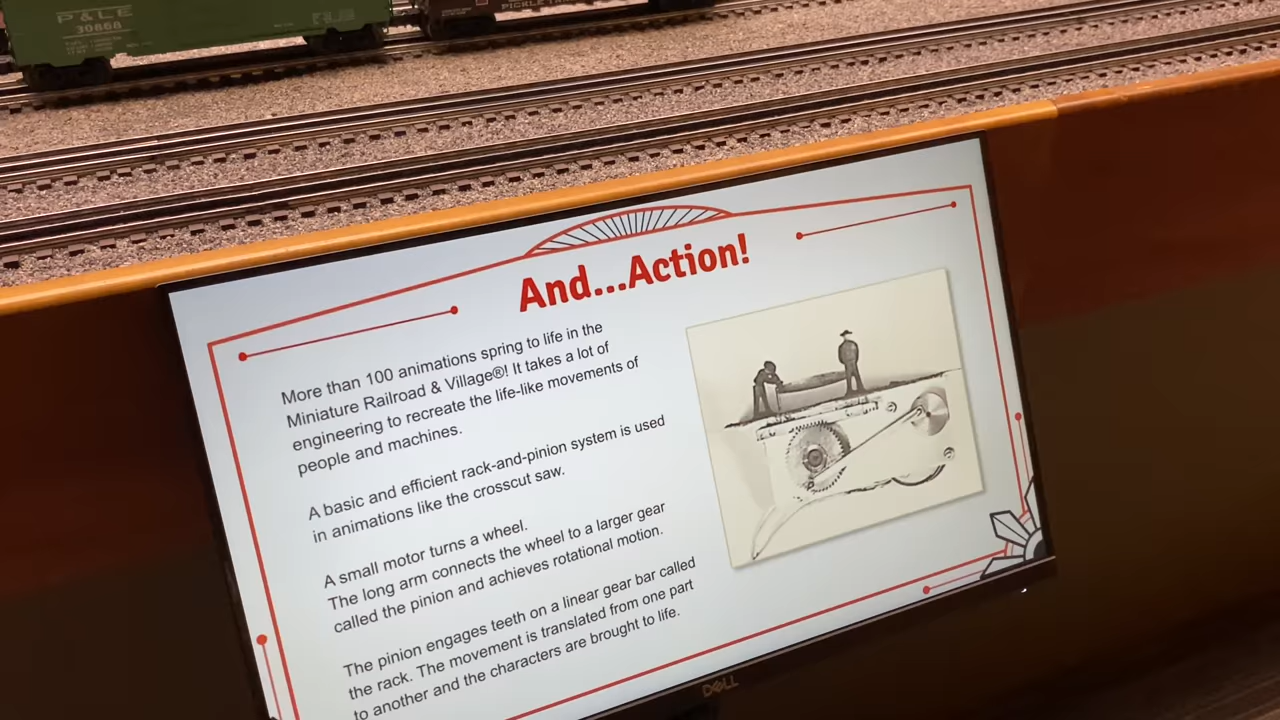 P&LE
30868
And...Action!
More than 100 animations spring to life in the
Miniature Railroad & Village®! It takes a lot of
engineering to recreate the life-like movements of
people and machines.
A basic and efficient rack-and-pinion system is used
in animations like the crosscut saw.
A small motor turns a wheel.
The long arm connects the wheel to a larger gear
called the pinion and achieves rotational motion.
The pinion engages teeth on a linear gear bar called
the rack. The movement is translated from one part
to another and the characters are brought to life.
DELL